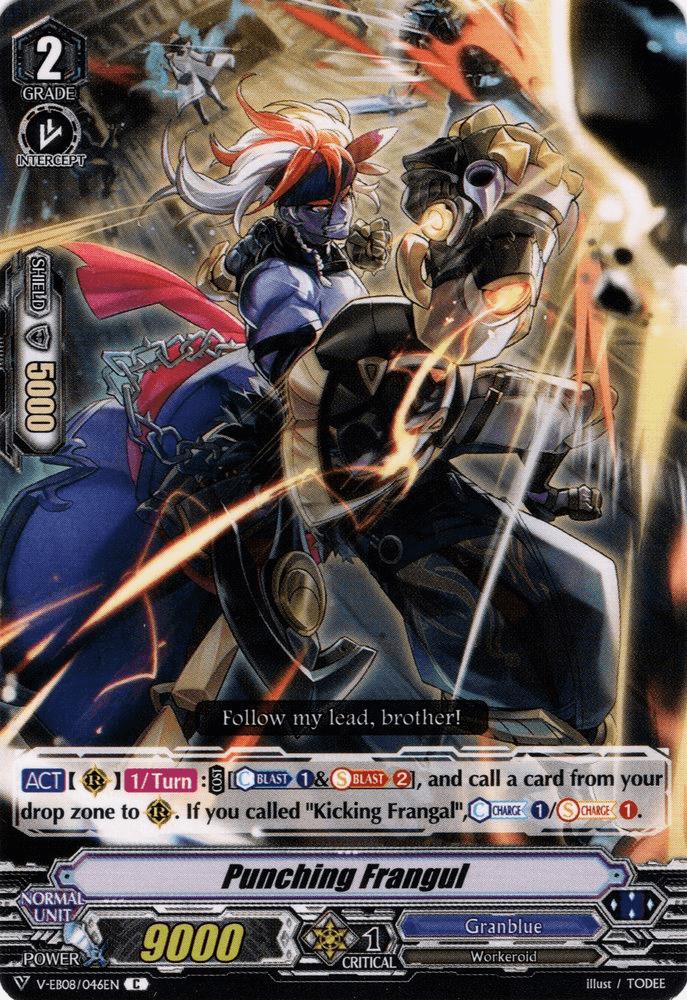 2
GRADE
INTERCEPT
SHIELD
5000
Follow my lead, brother!
ACT【 R 】 1/Turn : COST [C BLAST 1 & S BLAST 2], and call a card from your
drop zone to R. If you called "Kicking Frangal", C CHARGE 1/S CHARGE 1.
Punching Frangul
NORMAL
UNIT
POWER
9000
1
CRITICAL
Granblue
Workeroid
V-EB08/046EN C
illust / TODEE